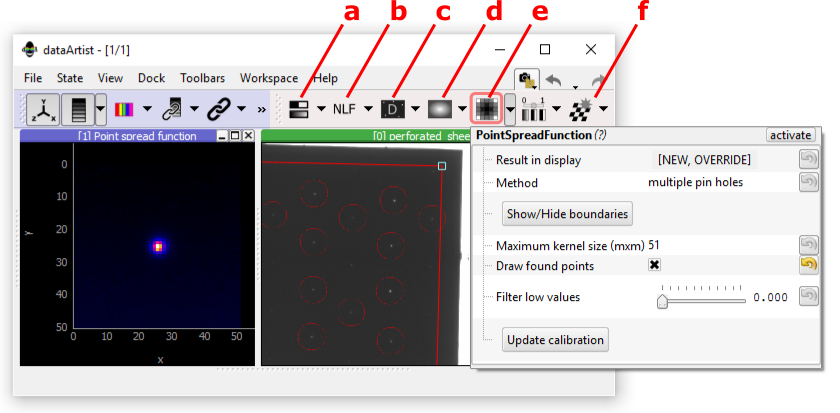 a b c d e f
dataArtist - [1/1]
File State View Dock Toolbars Workspace Help
NLF D 0 1
[1] Point spread function
[0] perforated_shee
PointSpreadFunction (?) activate
Result in display [NEW, OVERRIDE]
Method multiple pin holes
Show/Hide boundaries
Maximum kernel size (mxm) 51
Draw found points
Filter low values 0.000
Update calibration
0
10
20
y
30
40
50
0 10 20 30 40 50
x